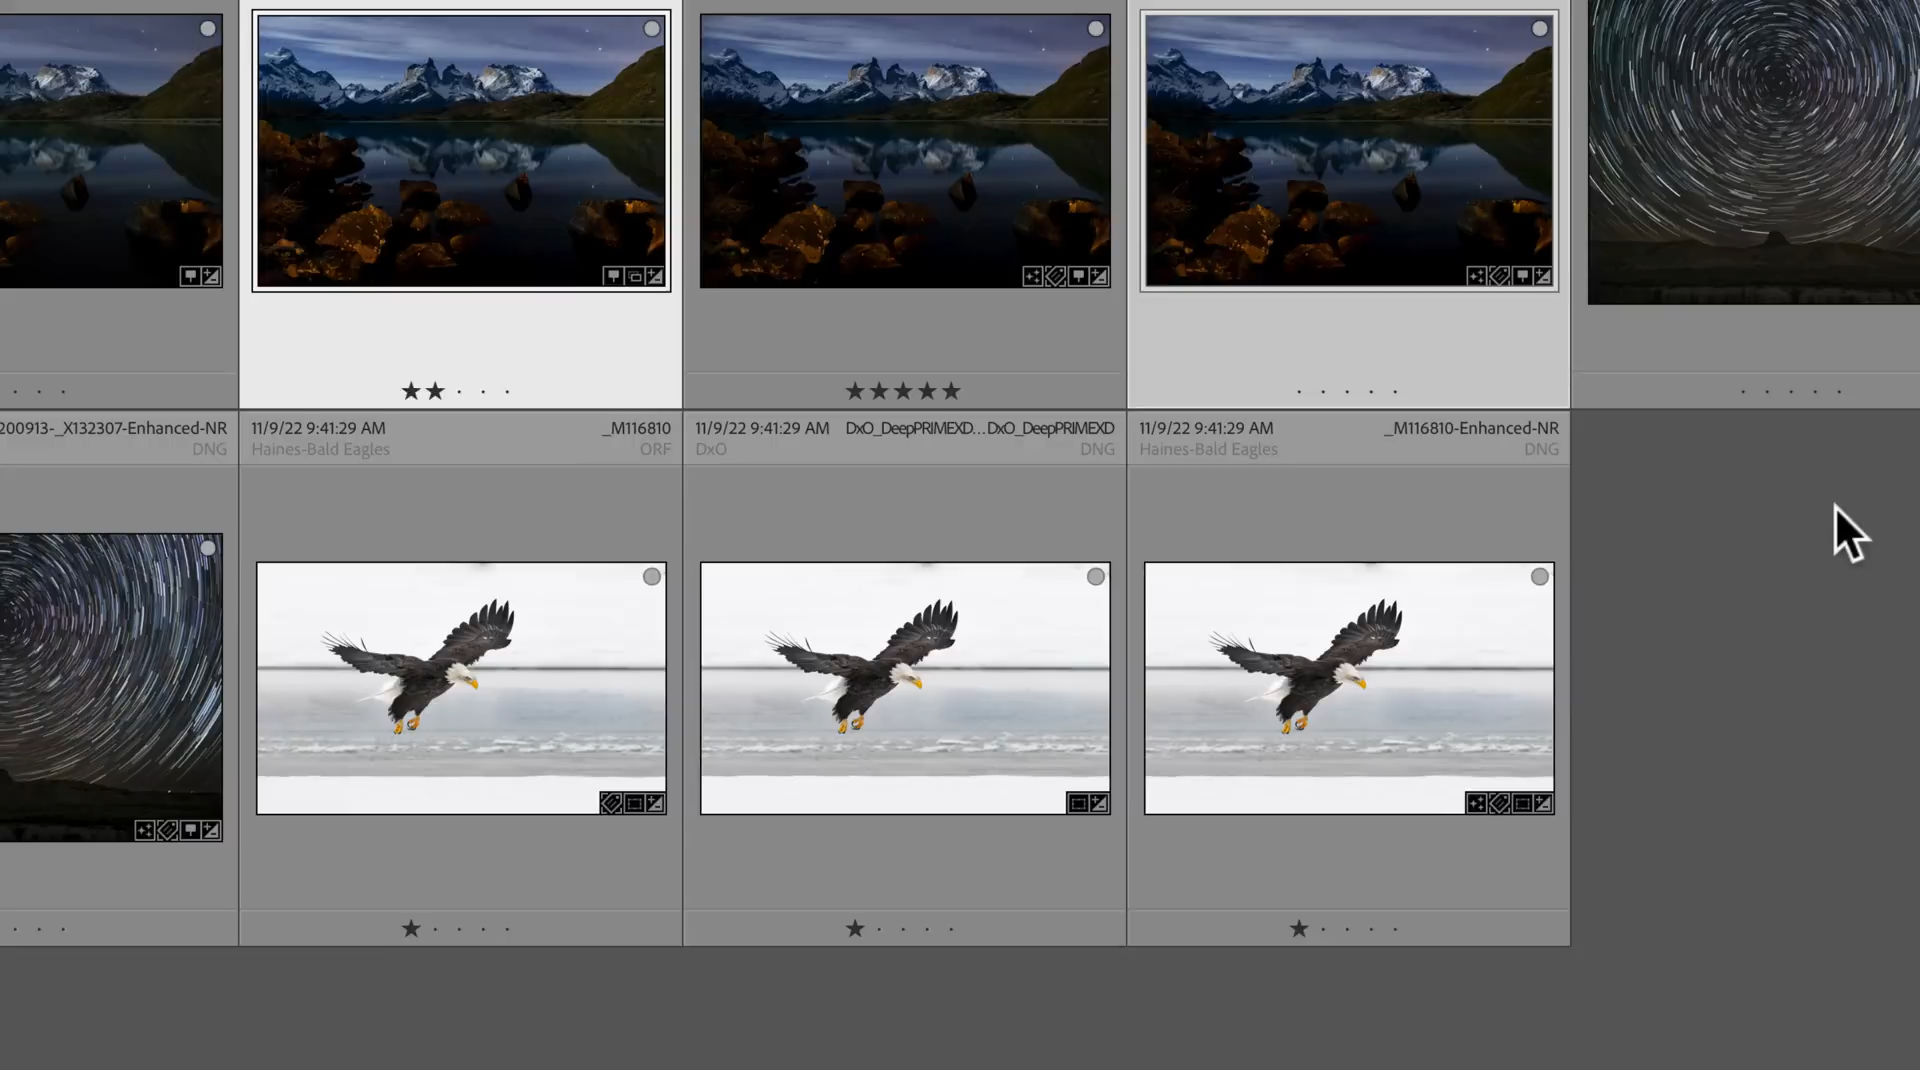 200913-_X132307-Enhanced-NR
DNG
11/9/22 9:41:29 AM _M116810
Haines-Bald Eagles ORF
11/9/22 9:41:29 AM DxO_DeepPRIMEXD...DxO_DeepPRIMEXD
DxO DNG
11/9/22 9:41:29 AM _M116810-Enhanced-NR
Haines-Bald Eagles DNG